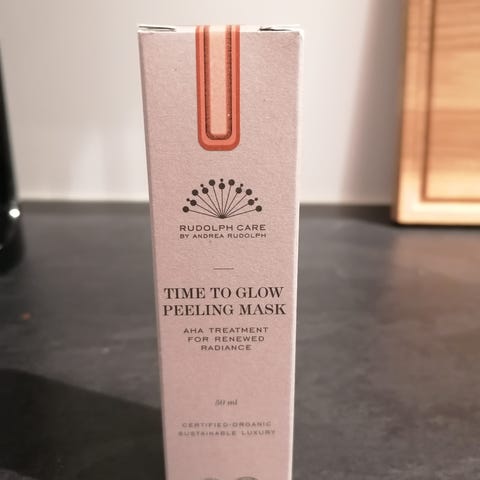 RUDOLPH CARE
BY ANDREA RUDOLPH
TIME TO GLOW
PEELING MASK
AHA TREATMENT
FOR RENEWED
RADIANCE
50 ml
CERTIFIED ORGANIC
SUSTAINABLE LUXURY